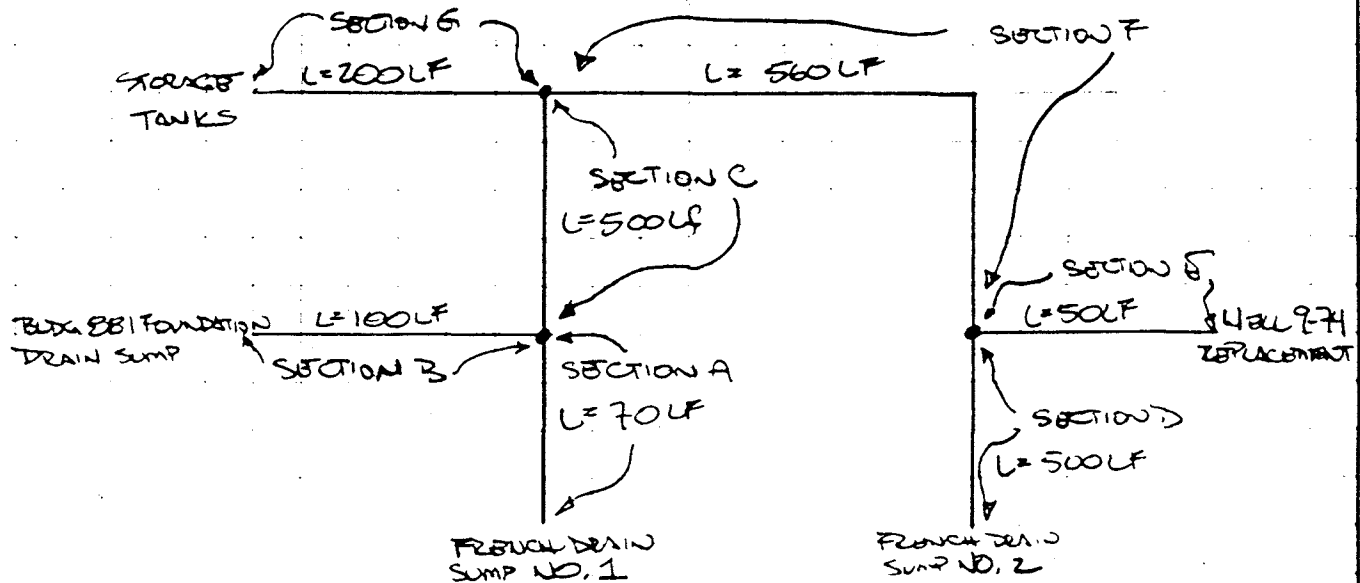 SECTION G
SECTION F
STORAGE
TANKS
L=200LF
L= 560LF
SECTION C
L=500LF
SECTION E
BLDG. 881 FOUNDATION
DRAIN SUMP
L=100LF
L=50LF
WELL 9-74
REPLACEMENT
SECTION B
SECTION A
L= 70LF
SECTION D
L= 500LF
FRENCH DRAIN
SUMP NO. 1
FRENCH DRAIN
SUMP NO. 2